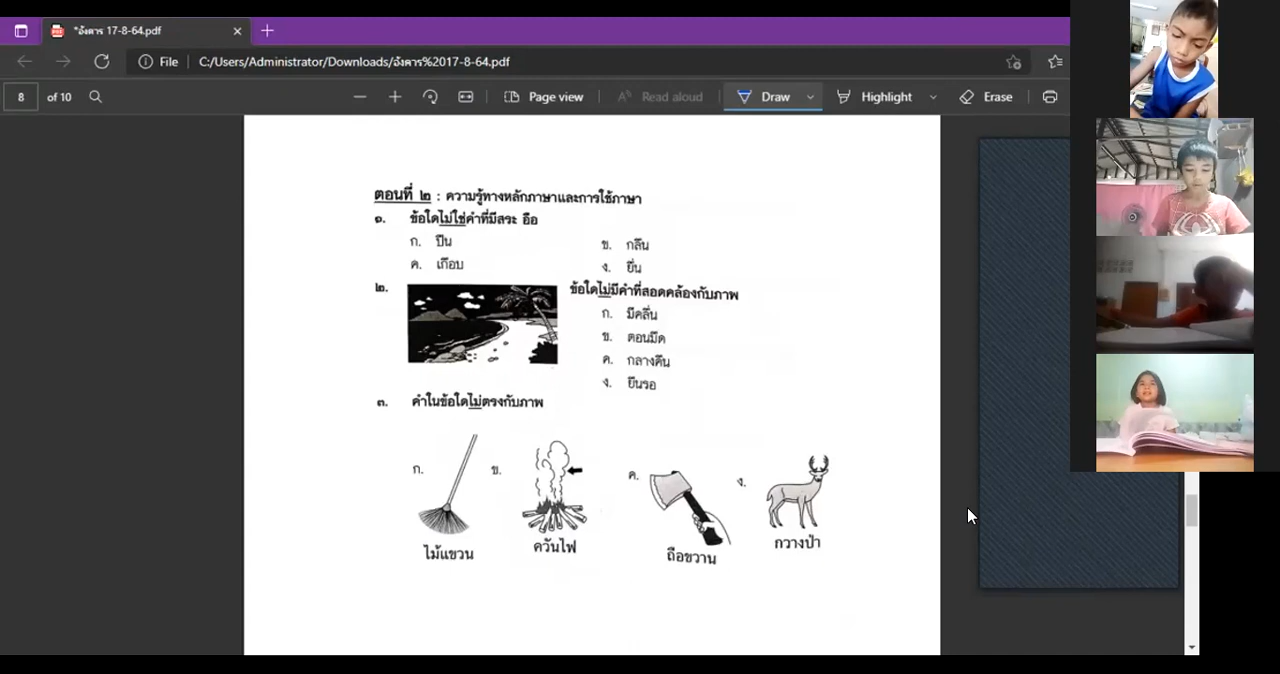 *อังคาร 17-8-64.pdf
File C:/Users/Administrator/Downloads/อังคาร%2017-8-64.pdf
8 of 10 Page view Read aloud Draw Highlight Erase
ตอนที่ ๒ : ความรู้ทางหลักภาษาและการใช้ภาษา
๑. ข้อใดไม่ใช่คำที่มีสระ อือ
ก. ปืน ข. กลืน
ค. เกือบ ง. ยื่น
๒. ข้อใดไม่มีคำที่สอดคล้องกับภาพ
ก. มีคลื่น
ข. ตอนมืด
ค. กลางคืน
ง. ยืนรอ
๓. คำในข้อใดไม่ตรงกับภาพ
ก. ข. ค. ง.
ไม้แขวน ควันไฟ ถือขวาน กวางป่า